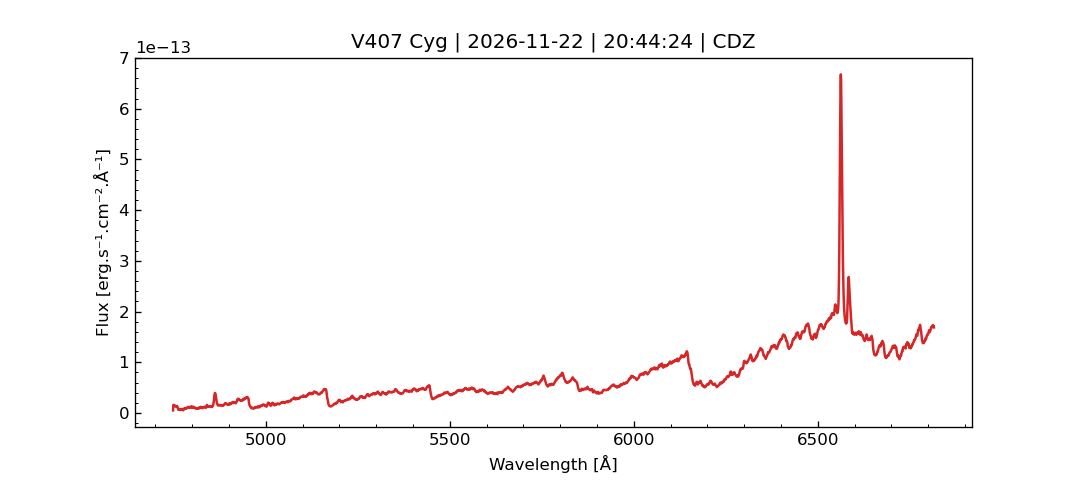 V407 Cyg | 2026-11-22 | 20:44:24 | CDZ
1e−13
7
6
5
4
3
2
1
0
Flux [erg.s⁻¹.cm⁻².Å⁻¹]
5000 5500 6000 6500
Wavelength [Å]